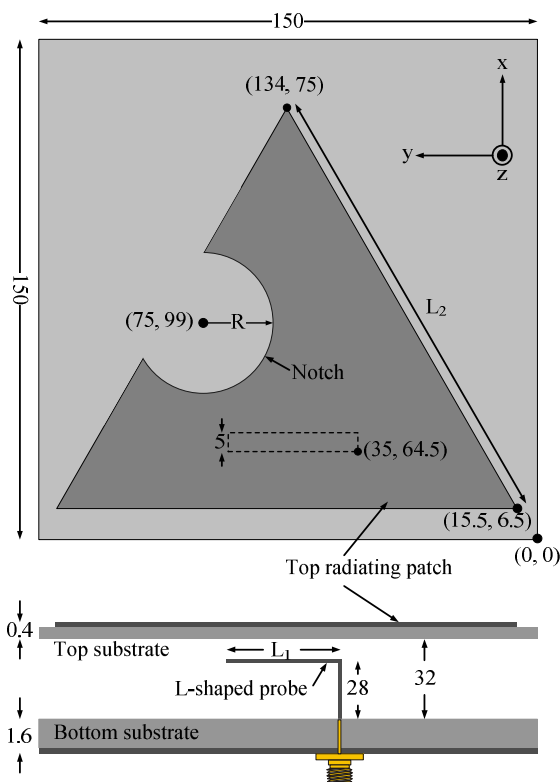 150
x
y
z
(134, 75)
150
L2
(75, 99)
R
Notch
5
(35, 64.5)
(15.5, 6.5)
(0, 0)
Top radiating patch
0.4
Top substrate
L1
L-shaped probe
28
32
1.6
Bottom substrate